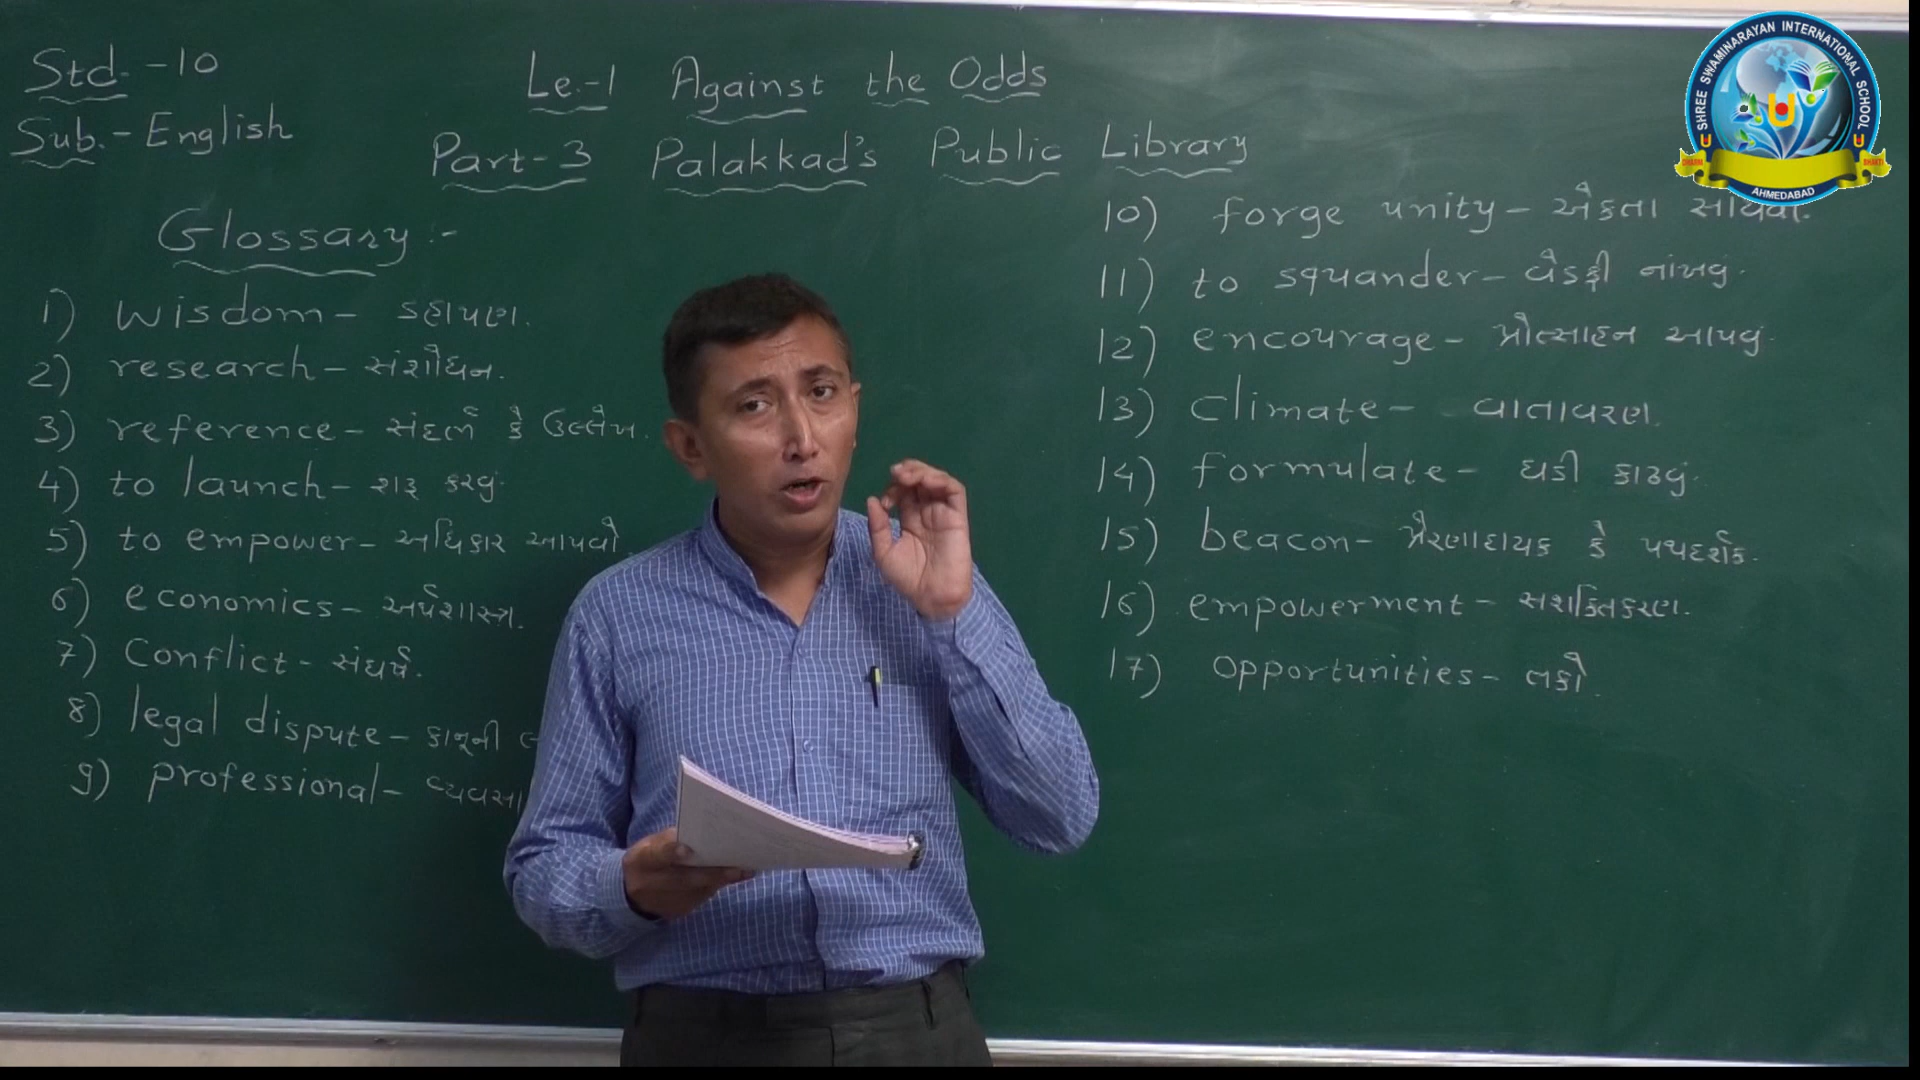 Std. - 10
Sub. - English
Le.-1 Against the Odds
Part-3 Palakkad's Public Library
Glossary :-
1) wisdom - ડહાપણ.
2) research - સંશોધન.
3) reference - સંદર્ભ કે ઉલ્લેખ.
4) to launch - શરૂ કરવું.
5) to empower - અધિકાર આપવો.
6) economics - અર્થશાસ્ત્ર.
7) Conflict - સંઘર્ષ.
8) legal dispute - કાનૂની
9) professional -
10) forge unity - એકતા
11) to squander - વેડફી નાંખવું.
12) encourage - પ્રોત્સાહન આપવું.
13) climate - વાતાવરણ.
14) formulate - ઘડી કાઢવું.
15) beacon - પ્રેરણાદાયક કે પથદર્શક.
16) empowerment - સશક્તિકરણ.
17) opportunities - તકો.
SHREE SWAMINARAYAN INTERNATIONAL SCHOOL
DHARMA
BHAKTI
AHMEDABAD